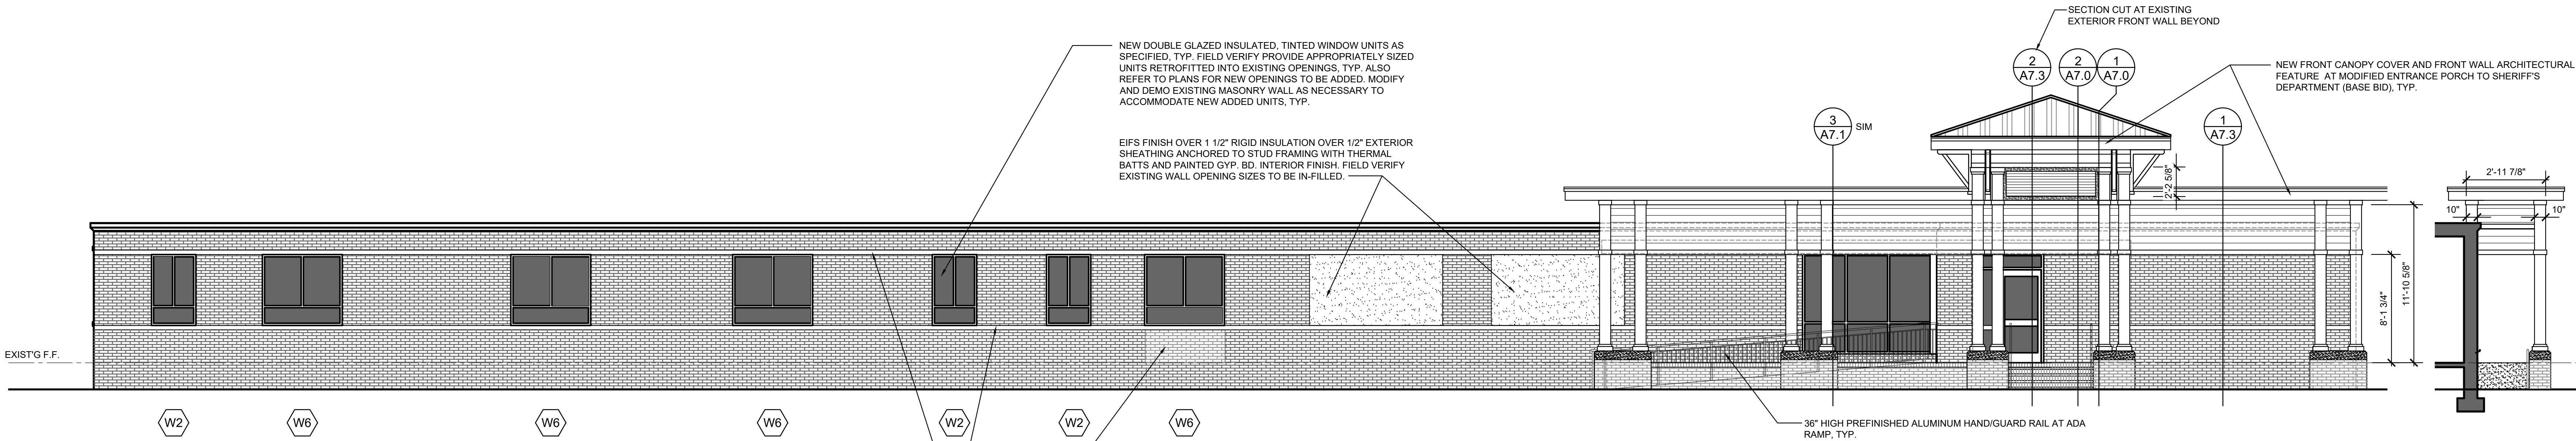 SECTION CUT AT EXISTING
EXTERIOR FRONT WALL BEYOND
NEW DOUBLE GLAZED INSULATED, TINTED WINDOW UNITS AS
SPECIFIED, TYP. FIELD VERIFY PROVIDE APPROPRIATELY SIZED
UNITS RETROFITTED INTO EXISTING OPENINGS, TYP. ALSO
REFER TO PLANS FOR NEW OPENINGS TO BE ADDED. MODIFY
AND DEMO EXISTING MASONRY WALL AS NECESSARY TO
ACCOMMODATE NEW ADDED UNITS, TYP.
2
A7.3
2
A7.0
1
A7.0
NEW FRONT CANOPY COVER AND FRONT WALL ARCHITECTURAL
FEATURE AT MODIFIED ENTRANCE PORCH TO SHERIFF'S
DEPARTMENT (BASE BID), TYP.
3
A7.1
SIM
1
A7.3
EIFS FINISH OVER 1 1/2" RIGID INSULATION OVER 1/2" EXTERIOR
SHEATHING ANCHORED TO STUD FRAMING WITH THERMAL
BATTS AND PAINTED GYP. BD. INTERIOR FINISH. FIELD VERIFY
EXISTING WALL OPENING SIZES TO BE IN-FILLED.
2'-2 5/8"
2'-11 7/8"
10"
10"
8'-1 3/4"
11'-10 5/8"
EXIST'G F.F.
W2
W6
W6
W6
W2
W2
W6
36" HIGH PREFINISHED ALUMINUM HAND/GUARD RAIL AT ADA
RAMP, TYP.